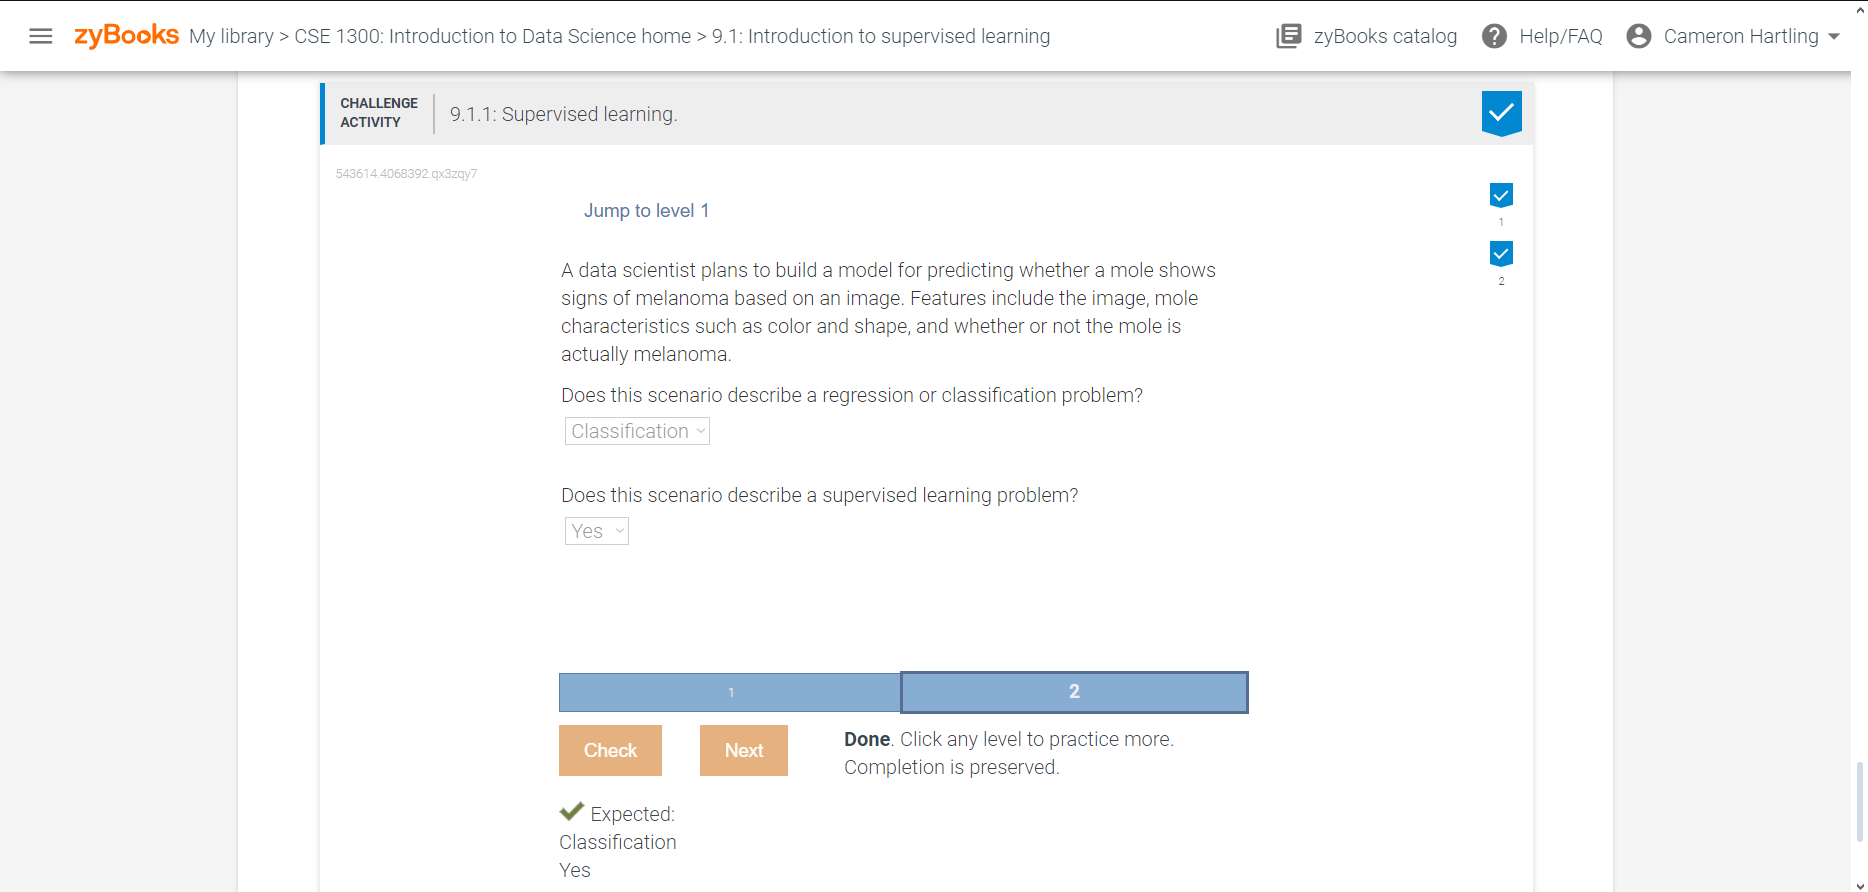 zyBooks My library > CSE 1300: Introduction to Data Science home > 9.1: Introduction to supervised learning
zyBooks catalog
? Help/FAQ
Cameron Hartling
CHALLENGE
ACTIVITY
9.1.1: Supervised learning.
543614.4068392.qx3zqy7
Jump to level 1
1
2
A data scientist plans to build a model for predicting whether a mole shows
signs of melanoma based on an image. Features include the image, mole
characteristics such as color and shape, and whether or not the mole is
actually melanoma.
Does this scenario describe a regression or classification problem?
Classification
Does this scenario describe a supervised learning problem?
Yes
1
2
Check
Next
Done. Click any level to practice more.
Completion is preserved.
Expected:
Classification
Yes